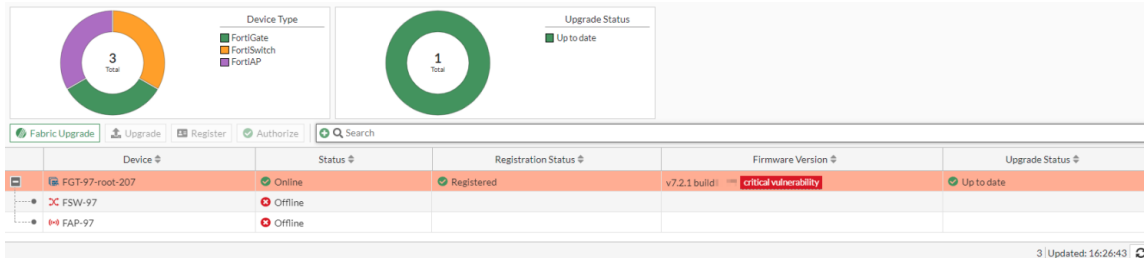 Device Type
FortiGate
FortiSwitch
FortiAP
3
Total
Upgrade Status
Up to date
1
Total
Fabric Upgrade
Upgrade
Register
Authorize
Search
Device Status Registration Status Firmware Version Upgrade Status
FGT-97-root-207 Online Registered v7.2.1 build critical vulnerability Up to date
FSW-97 Offline
FAP-97 Offline
3 Updated: 16:26:43